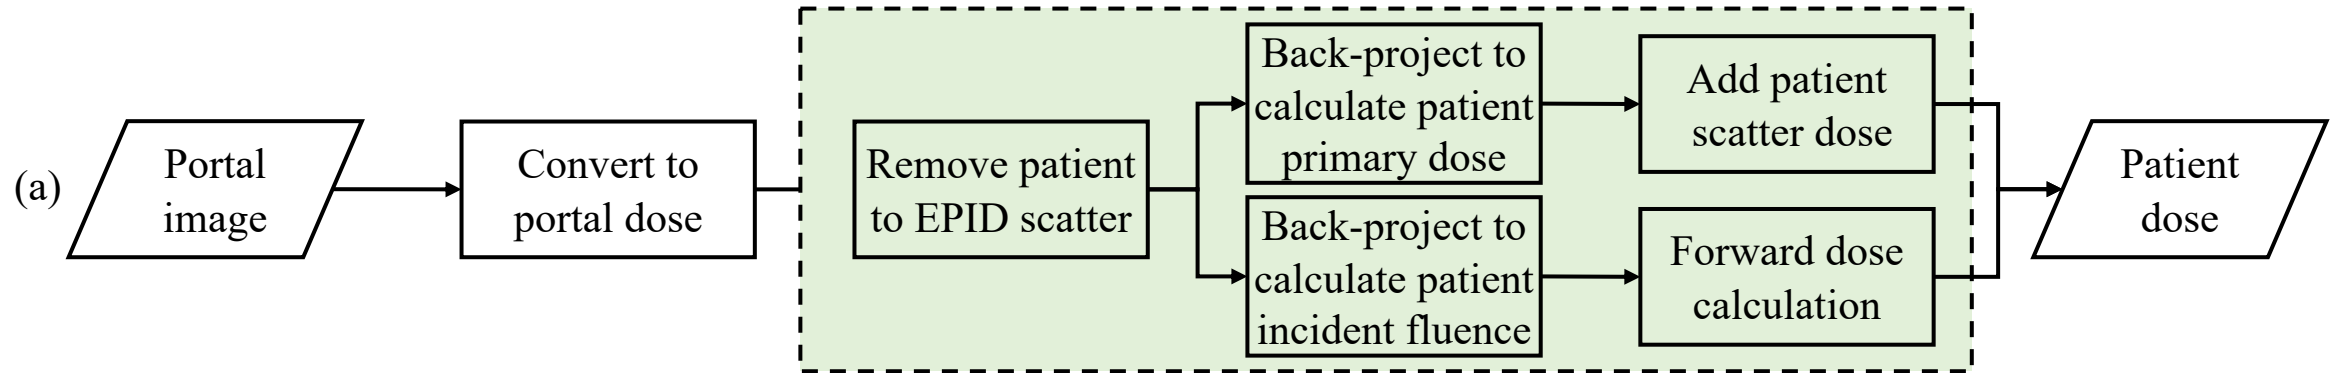 (a)
Portal
image
Convert to
portal dose
Remove patient
to EPID scatter
Back-project to
calculate patient
primary dose
Add patient
scatter dose
Back-project to
calculate patient
incident fluence
Forward dose
calculation
Patient
dose